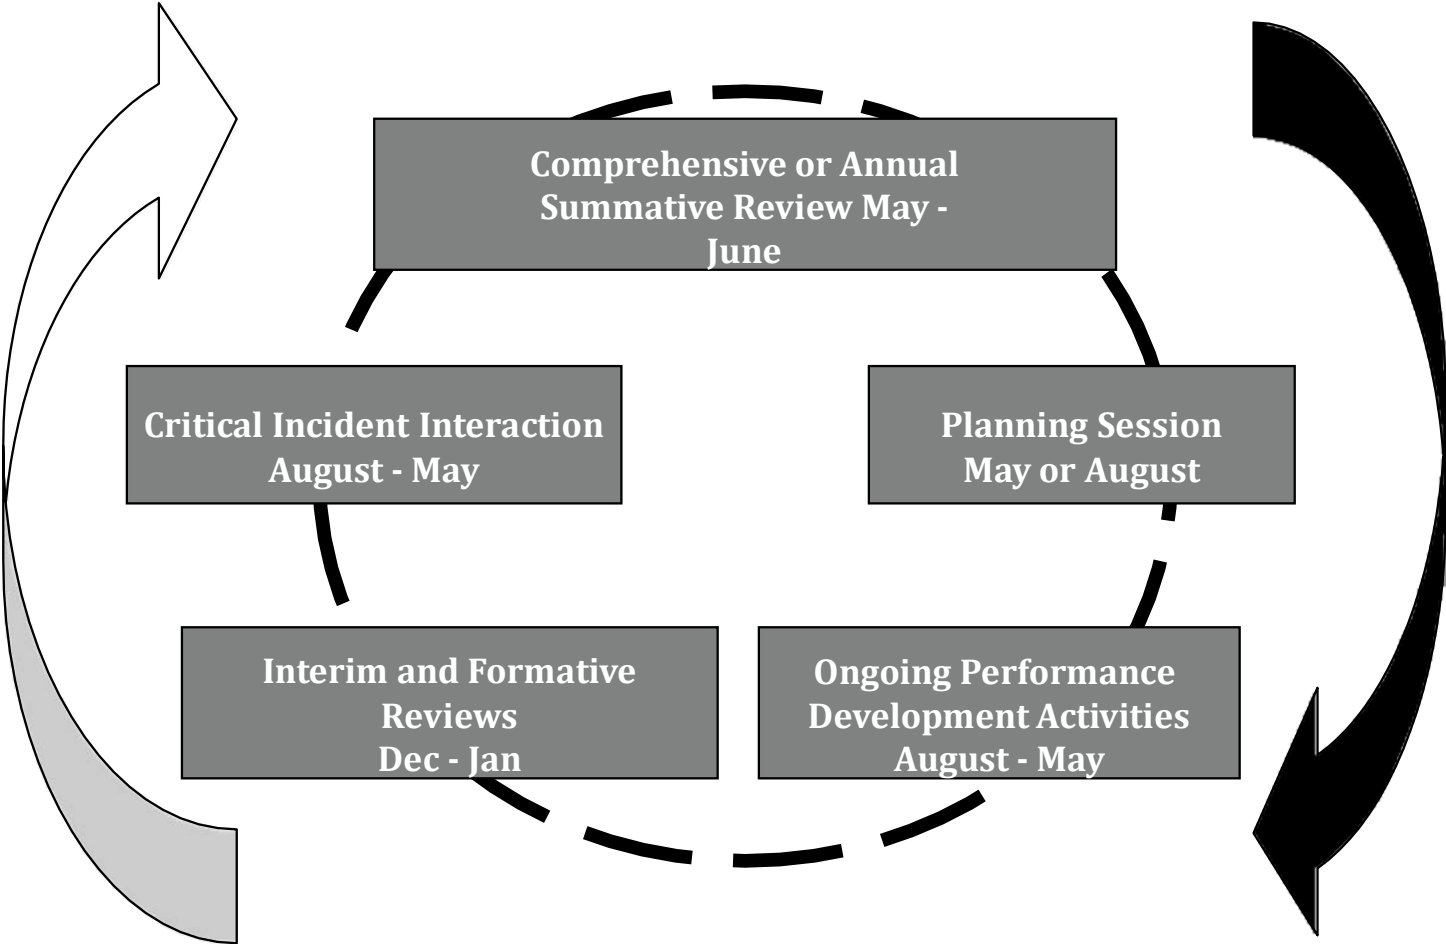 Comprehensive or Annual
Summative Review May -
June
Critical Incident Interaction
August - May
Planning Session
May or August
Interim and Formative
Reviews
Dec - Jan
Ongoing Performance
Development Activities
August - May